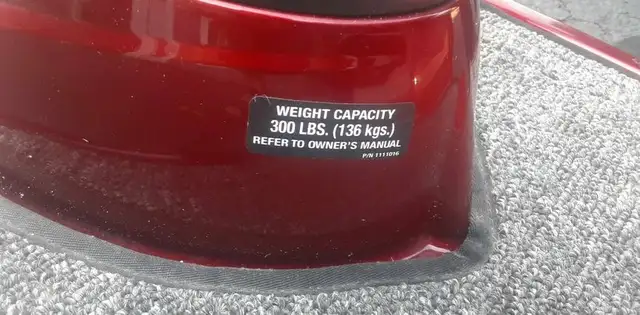 WEIGHT CAPACITY
300 LBS. (136 kgs.)
REFER TO OWNER'S MANUAL
P/N 1111016